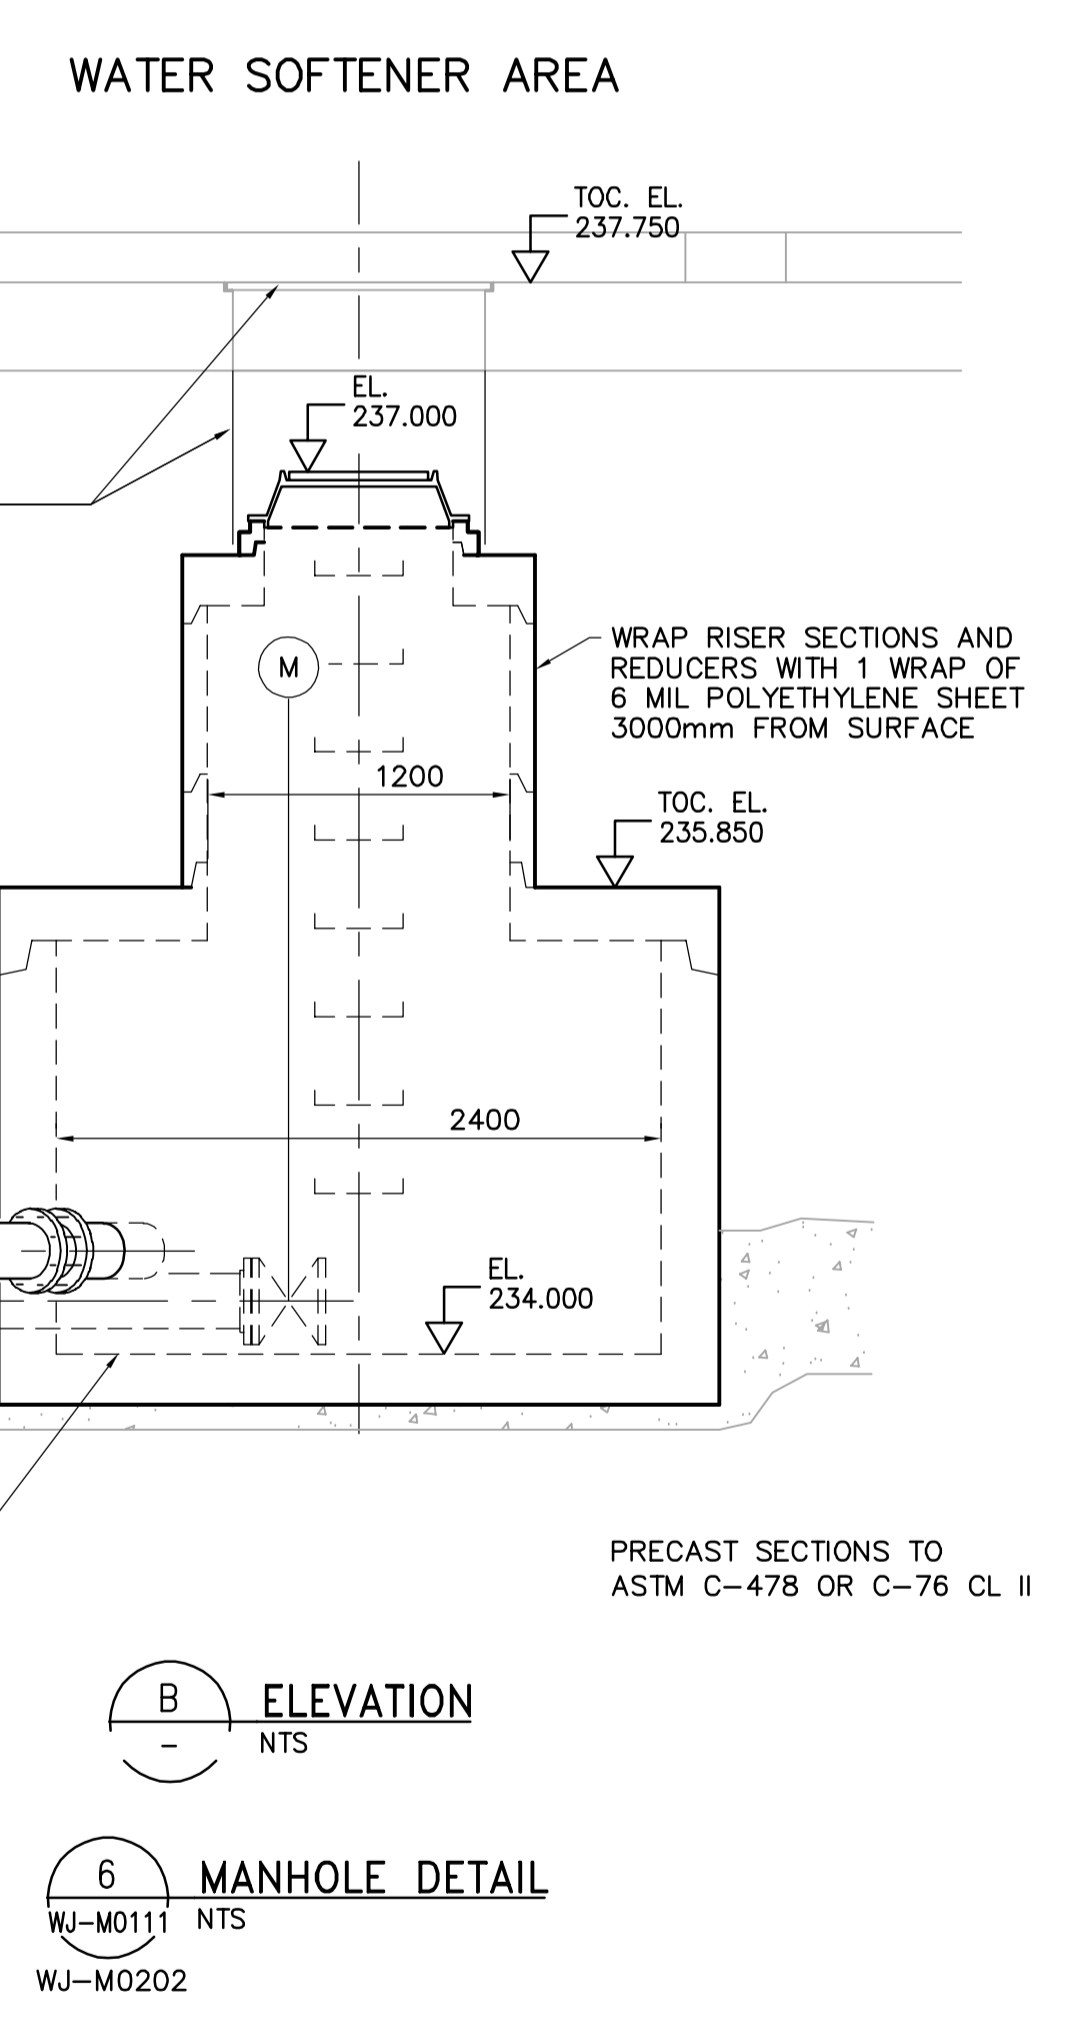 WATER SOFTENER AREA
TOC. EL.
237.750
EL.
237.000
M
WRAP RISER SECTIONS AND
REDUCERS WITH 1 WRAP OF
6 MIL POLYETHYLENE SHEET
3000mm FROM SURFACE
1200
TOC. EL.
235.850
2400
EL.
234.000
PRECAST SECTIONS TO
ASTM C-478 OR C-76 CL II
B
-
ELEVATION
NTS
6
WJ-M0111
MANHOLE DETAIL
NTS
WJ-M0202